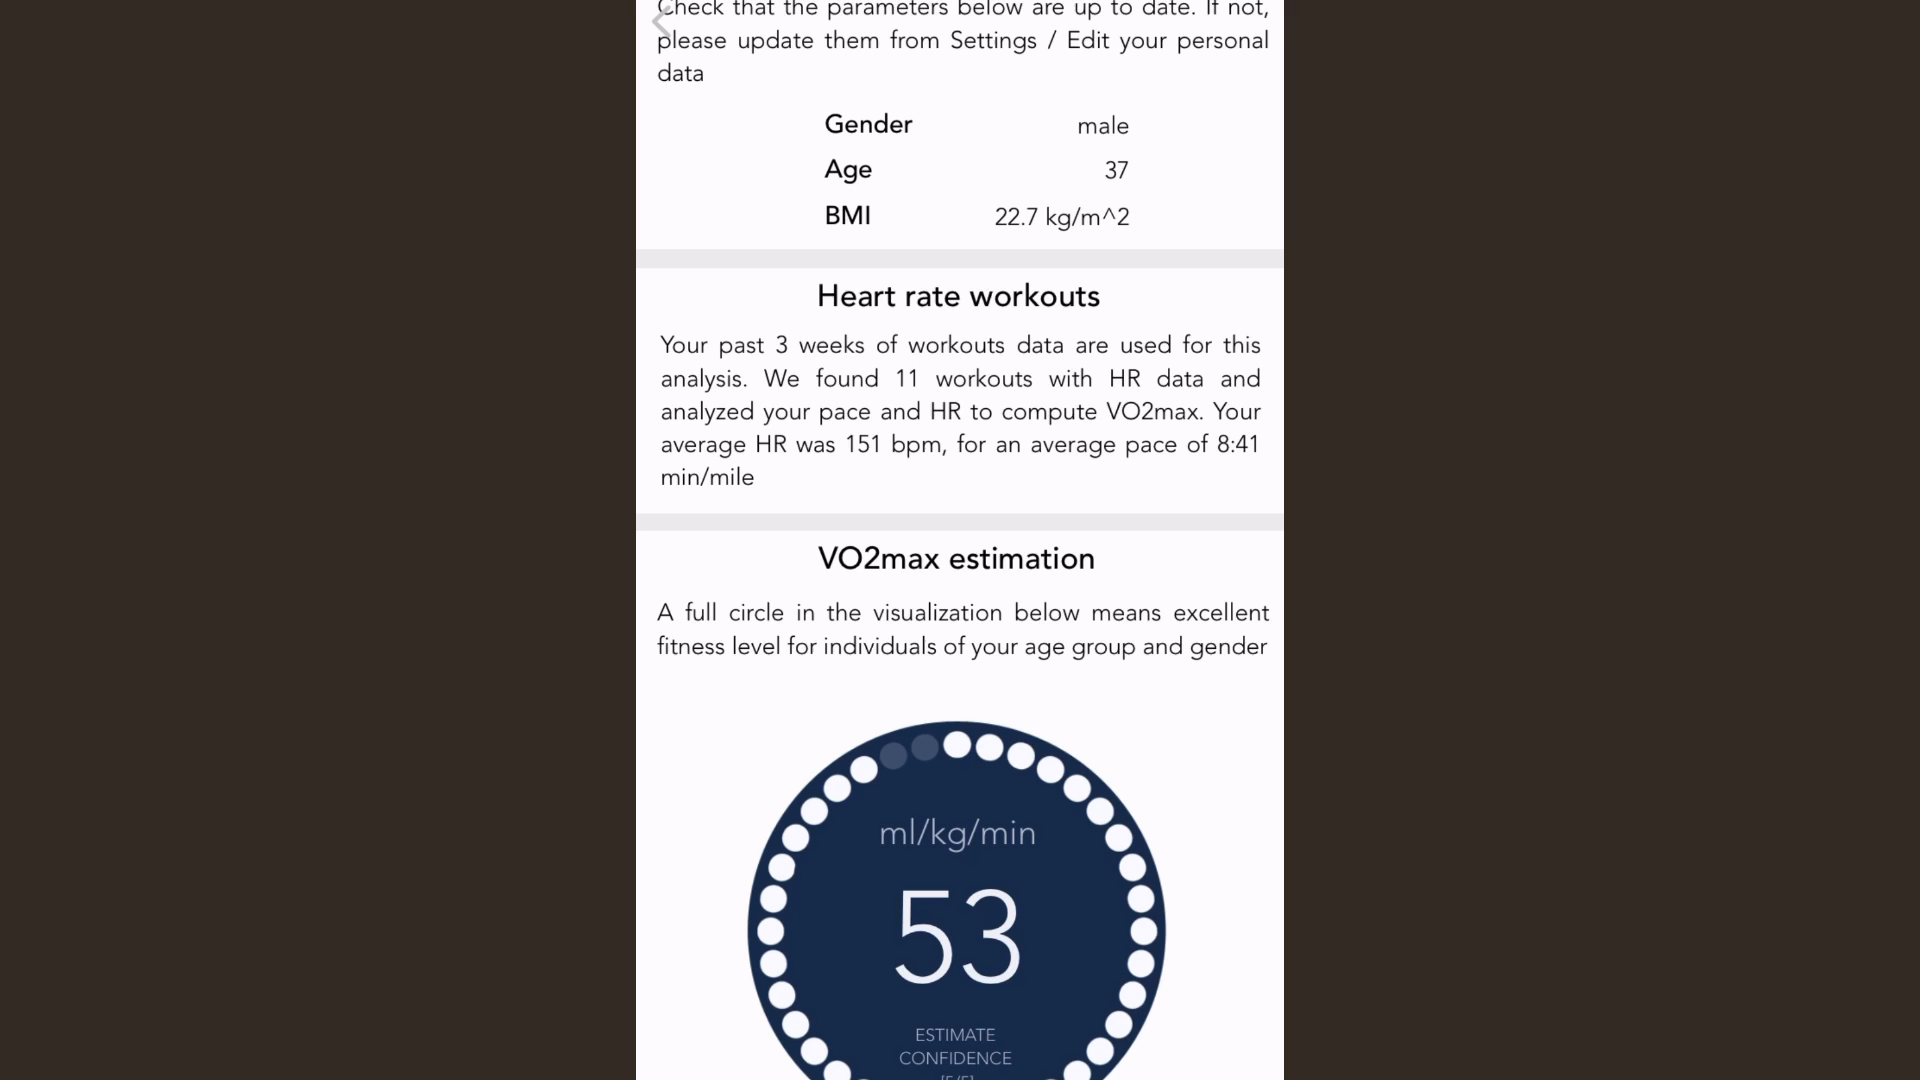 Check that the parameters below are up to date. If not,
please update them from Settings / Edit your personal
data
Gender male
Age 37
BMI 22.7 kg/m^2
Heart rate workouts
Your past 3 weeks of workouts data are used for this
analysis. We found 11 workouts with HR data and
analyzed your pace and HR to compute VO2max. Your
average HR was 151 bpm, for an average pace of 8:41
min/mile
VO2max estimation
A full circle in the visualization below means excellent
fitness level for individuals of your age group and gender
ml/kg/min
53
ESTIMATE
CONFIDENCE